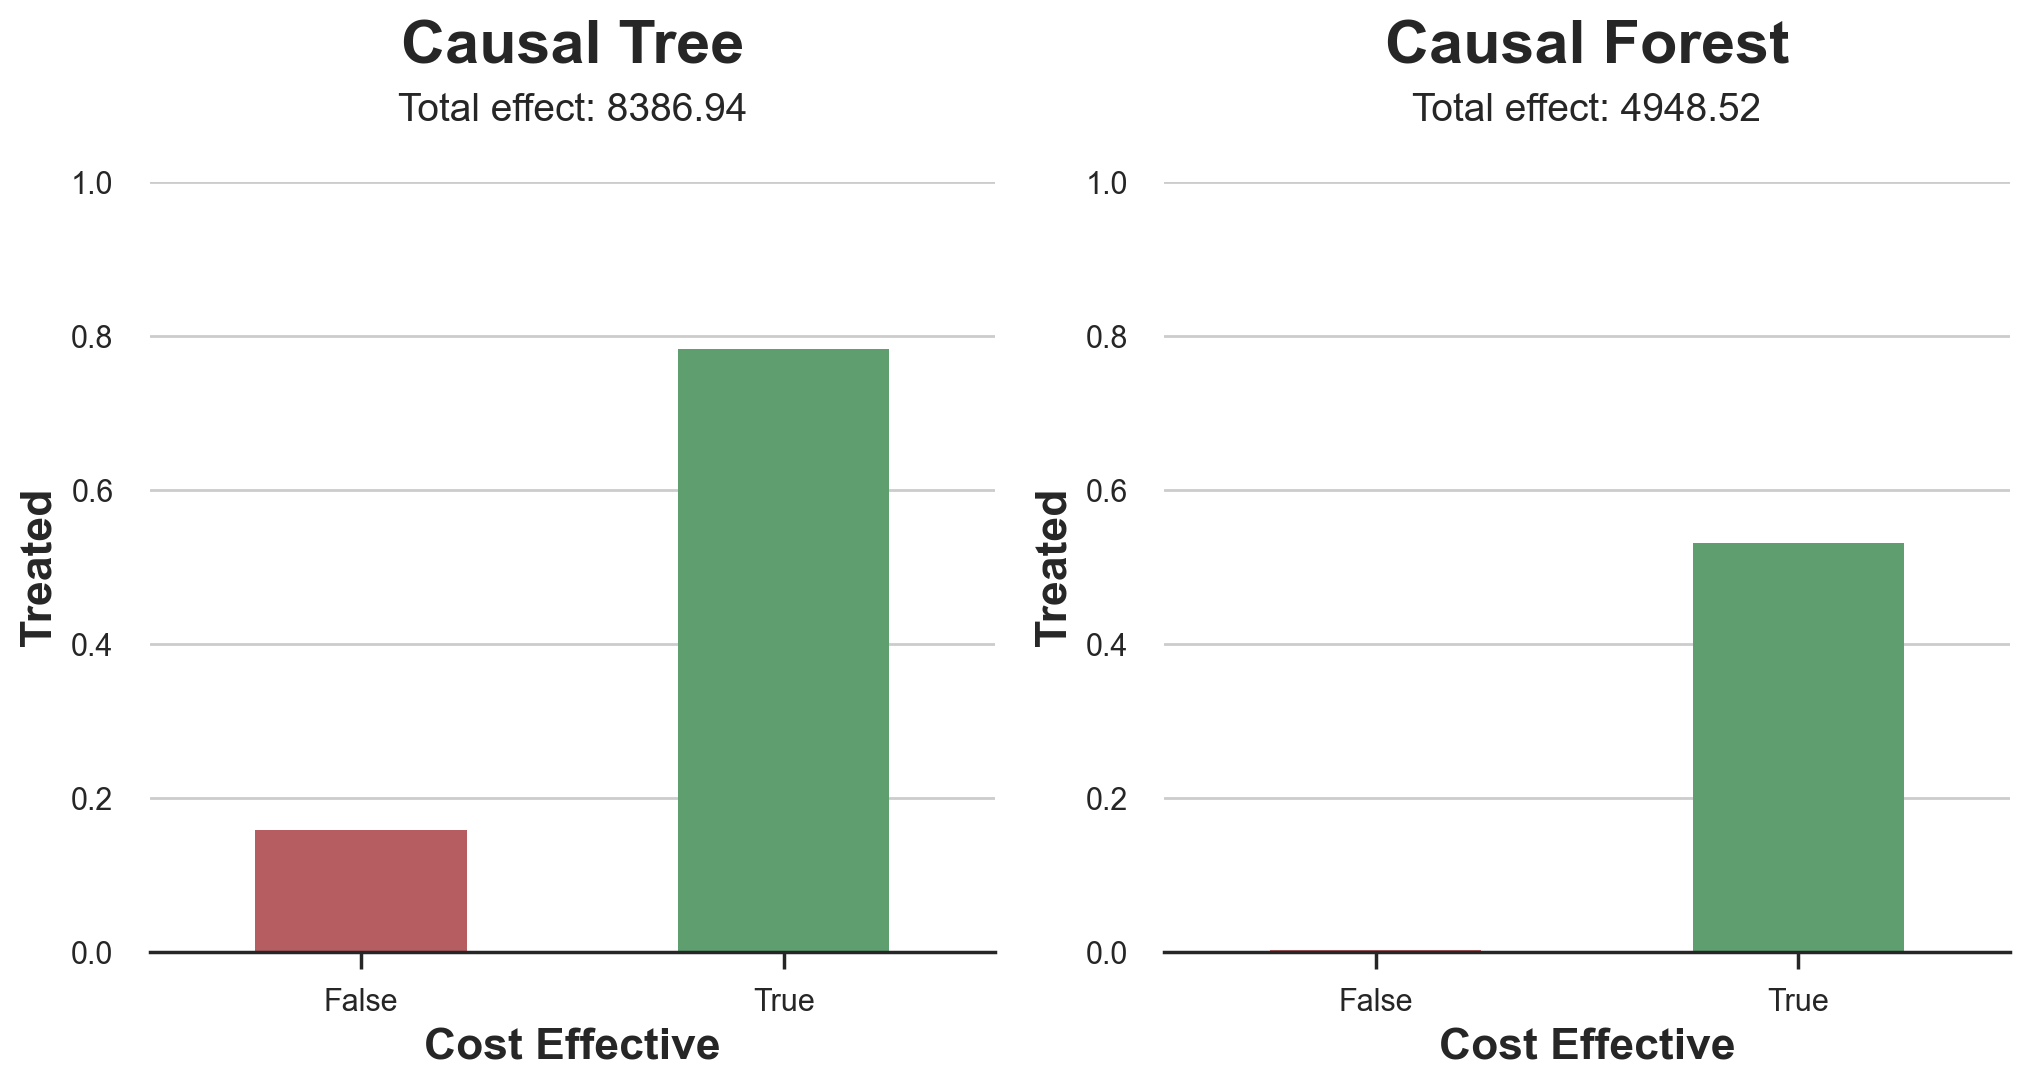 Causal Tree
Total effect: 8386.94
1.0
0.8
0.6
0.4
0.2
0.0
Treated
False True
Cost Effective
Causal Forest
Total effect: 4948.52
1.0
0.8
0.6
0.4
0.2
0.0
Treated
False True
Cost Effective